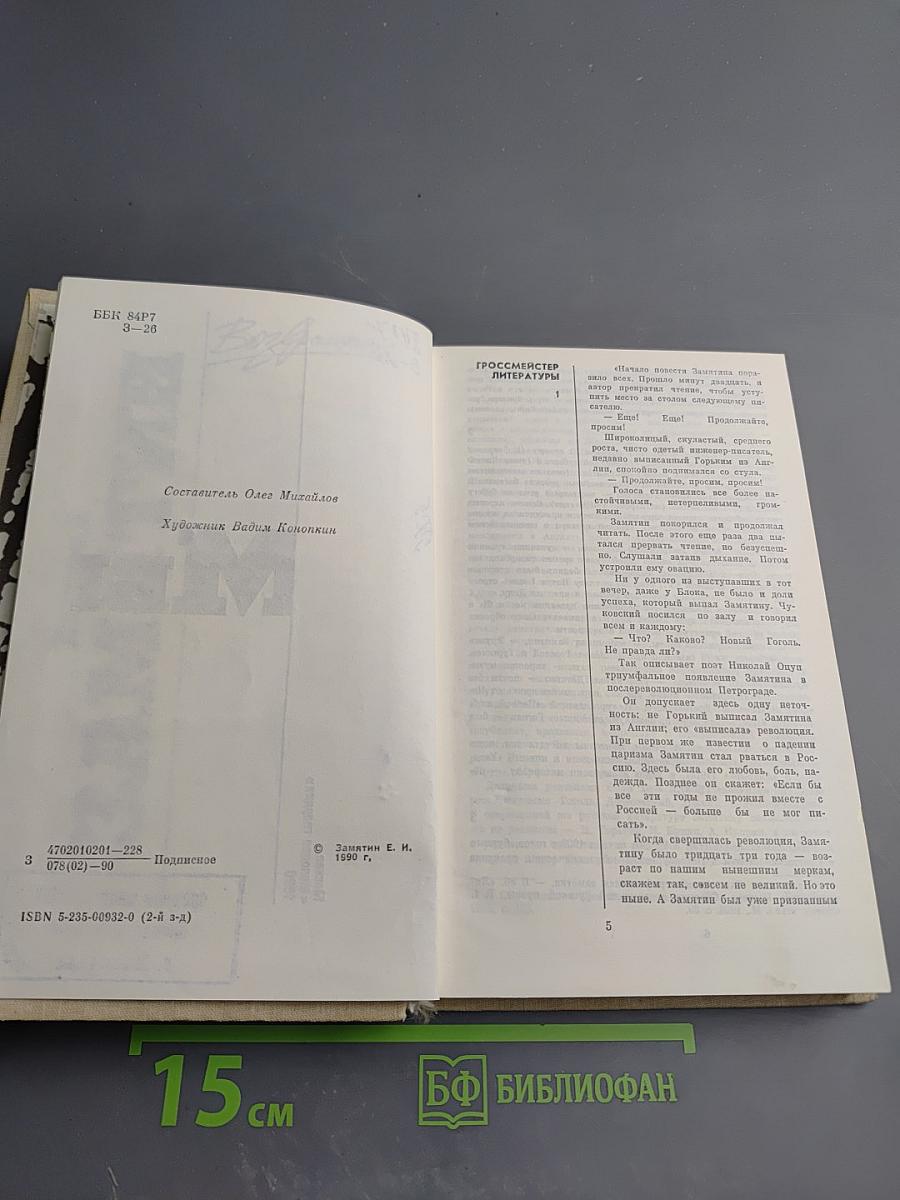 ББК 84Р7
З—26
Составитель Олег Михайлов
Художник Вадим Конопкин
З 4702010201—228
078(02)—90
Подписное
© Замятин Е. И.
1990 г,
ISBN 5-235-00932-0 (2-й з-д)
ГРОССМЕЙСТЕР
ЛИТЕРАТУРЫ
1
«Начало повести Замятина пора-
зило всех. Прошло минут двадцать, и
автор прекратил чтение, чтобы усту-
пить место за столом следующему пи-
сателю.
— Еще! Еще! Продолжайте,
просим!
Широколицый, скуластый, среднего
роста, чисто одетый инженер-писатель,
недавно выписанный Горьким из Анг-
лии, спокойно поднимался со стула.
— Продолжайте, просим, просим!
Голоса становились все более на-
стойчивыми, нетерпеливыми, гром-
кими.
Замятин покорился и продолжал
читать. После этого еще раза два пы-
тался прервать чтение, но безуспеш-
но. Слушали затаив дыхание. Потом
устроили ему овацию.
Ни у одного из выступавших в тот
вечер, даже у Блока, не было и доли
успеха, который выпал Замятину. Чу-
ковский носился по залу и говорил
всем и каждому:
— Что? Каково? Новый Гоголь.
Не правда ли?»
Так описывает поэт Николай Оцуп
триумфальное появление Замятина в
послереволюционном Петрограде.
Он допускает здесь одну неточ-
ность: не Горький выписал Замятина
из Англии; его «выписала» революция.
При первом же известии о падении
царизма Замятин стал рваться в Рос-
сию. Здесь была его любовь, боль, на-
дежда. Позднее он скажет: «Если бы
все эти годы не прожил вместе с
Россией — больше бы не мог пи-
сать».
Когда свершилась революция, Замя-
тину было тридцать три года — воз-
раст по нашим нынешним меркам,
скажем так, совсем не великий. Но это
ныне. А Замятин был уже признанным
5
15 см
БФ БИБЛИОФАН